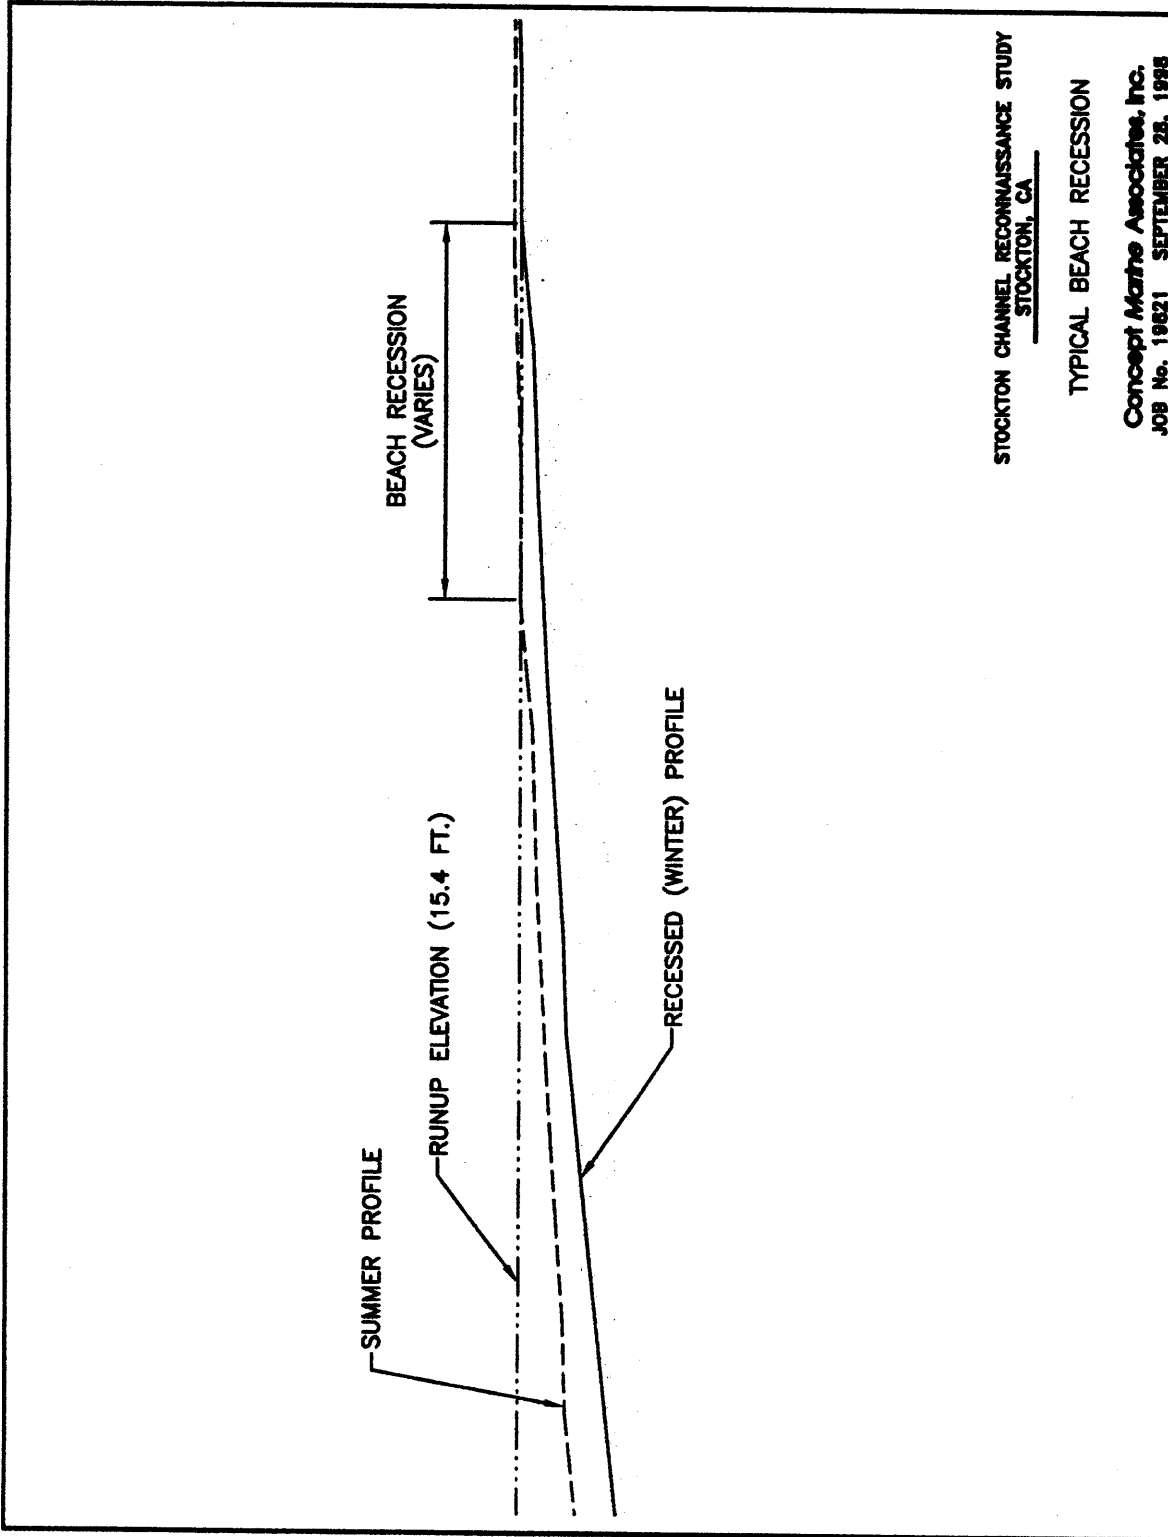 SUMMER PROFILE
RUNUP ELEVATION (15.4 FT.)
BEACH RECESSION
(VARIES)
RECESSED (WINTER) PROFILE
STOCKTON CHANNEL RECONNAISSANCE STUDY
STOCKTON, CA
TYPICAL BEACH RECESSION
Concept Marine Associates, Inc.
JOB No. 19821 SEPTEMBER 28, 1998